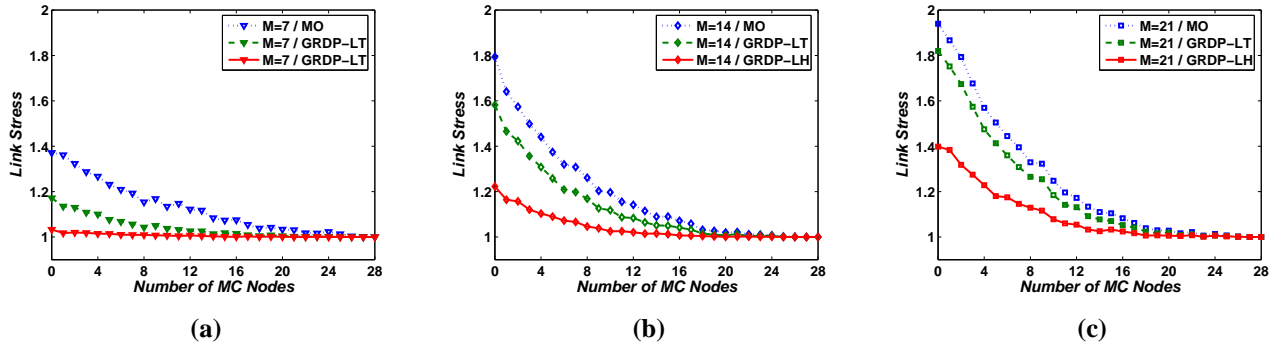 2
1.8
1.6
1.4
1.2
1
Link Stress
0 4 8 12 16 20 24 28
Number of MC Nodes
M=7 / MO
M=7 / GRDP−LT
M=7 / GRDP−LT
(a)
2
1.8
1.6
1.4
1.2
1
Link Stress
0 4 8 12 16 20 24 28
Number of MC Nodes
M=14 / MO
M=14 / GRDP−LT
M=14 / GRDP−LH
(b)
2
1.8
1.6
1.4
1.2
1
Link Stress
0 4 8 12 16 20 24 28
Number of MC Nodes
M=21 / MO
M=21 / GRDP−LT
M=21 / GRDP−LH
(c)